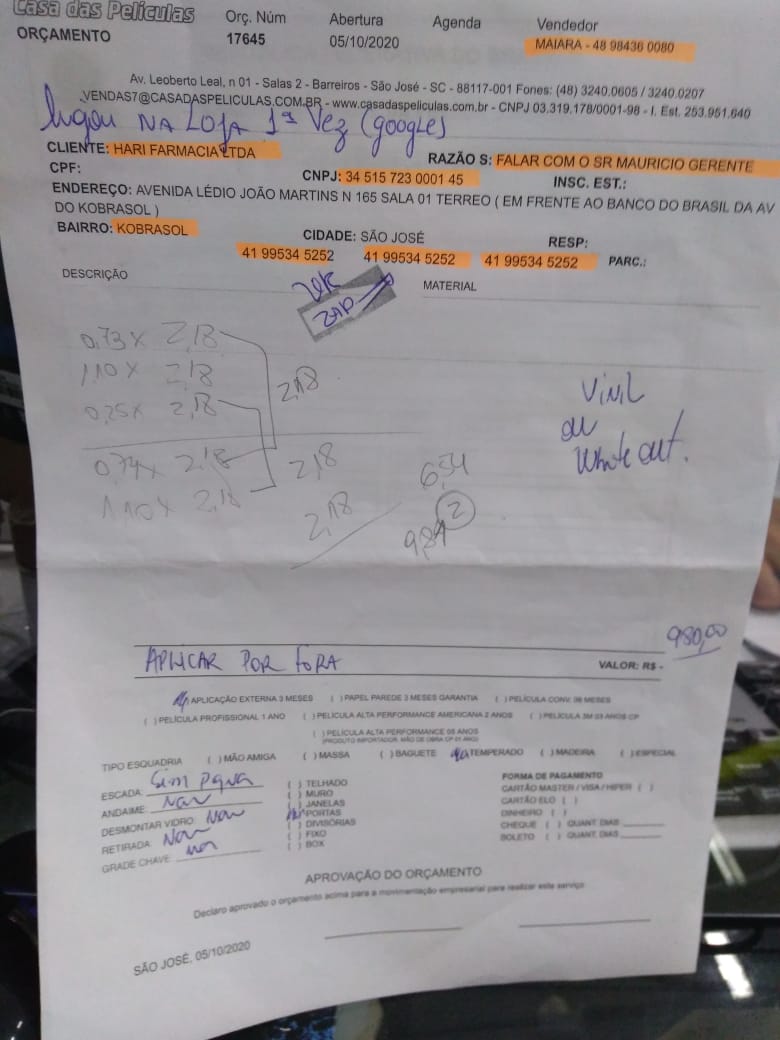 Casa das Películas
ORÇAMENTO
Orç. Núm
17645
Abertura
05/10/2020
Agenda
Vendedor
MAIARA - 48 98436 0080
Av. Leoberto Leal, n 01 - Salas 2 - Barreiros - São José - SC - 88117-001 Fones: (48) 3240.0605 / 3240.0207
VENDAS7@CASADASPELICULAS.COM.BR - www.casadaspeliculas.com.br - CNPJ 03.319.178/0001-98 - I. Est. 253.951.640
ligou NA LOJA 1ª Vez (google)
CLIENTE: HARI FARMACIA LTDA
RAZÃO S: FALAR COM O SR MAURICIO GERENTE
CPF:
CNPJ: 34 515 723 0001 45
INSC. EST.:
ENDEREÇO: AVENIDA LÉDIO JOÃO MARTINS N 165 SALA 01 TERREO ( EM FRENTE AO BANCO DO BRASIL DA AV
DO KOBRASOL )
BAIRRO: KOBRASOL
CIDADE: SÃO JOSÉ
RESP:
41 99534 5252
41 99534 5252
41 99534 5252
PARC.:
DESCRIÇÃO
MATERIAL
ZAP
0,73 x 2,18
1,10 x 2,18
0,25 x 2,18
2,18
0,74 x 2,18
2,18
1,10 x 2,18
2,18
6,54
2
9,81
Vinil
ou
White out.
980,00
APLICAR POR FORA
VALOR: R$ -
APLICAÇÃO EXTERNA 3 MESES
( ) PAPEL PAREDE 3 MESES GARANTIA
( ) PELÍCULA CONV. 06 MESES
( ) PELÍCULA PROFISSIONAL 1 ANO
( ) PELÍCULA ALTA PERFORMANCE AMERICANA 2 ANOS
( ) PELÍCULA 3M 03 ANOS CP
( ) PELÍCULA ALTA PERFORMANCE 05 ANOS
(PRODUTO IMPORTADOR, MÃO DE OBRA CP 01 ANO)
TIPO ESQUADRIA
( ) MÃO AMIGA
( ) MASSA
( ) BAGUETE
TEMPERADO
( ) MADEIRA
( ) ESPECIAL
ESCADA: Sim pqna
ANDAIME: Nao
DESMONTAR VIDRO: Nao
RETIRADA: Nao
GRADE CHAVE: no
( ) TELHADO
( ) MURO
( ) JANELAS
PORTAS
( ) DIVISÓRIAS
( ) FIXO
( ) BOX
FORMA DE PAGAMENTO
CARTÃO MASTER / VISA / HIPER ( )
CARTÃO ELO ( )
DINHEIRO ( )
CHEQUE ( ) QUANT. DIAS
BOLETO ( ) QUANT. DIAS
APROVAÇÃO DO ORÇAMENTO
Declaro aprovado o orçamento acima para a movimentação empresarial para realizar este serviço
SÃO JOSÉ, 05/10/2020